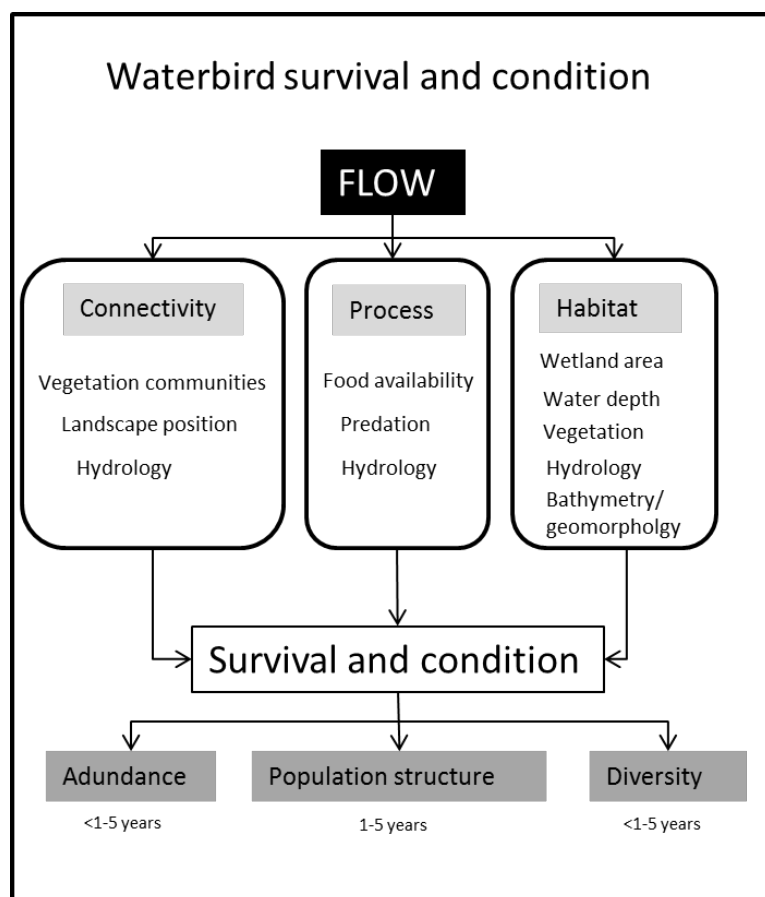 Waterbird survival and condition
FLOW
Connectivity
Vegetation communities
Landscape position
Hydrology
Process
Food availability
Predation
Hydrology
Habitat
Wetland area
Water depth
Vegetation
Hydrology
Bathymetry/
geomorpholgy
Survival and condition
Adundance
<1-5 years
Population structure
1-5 years
Diversity
<1-5 years